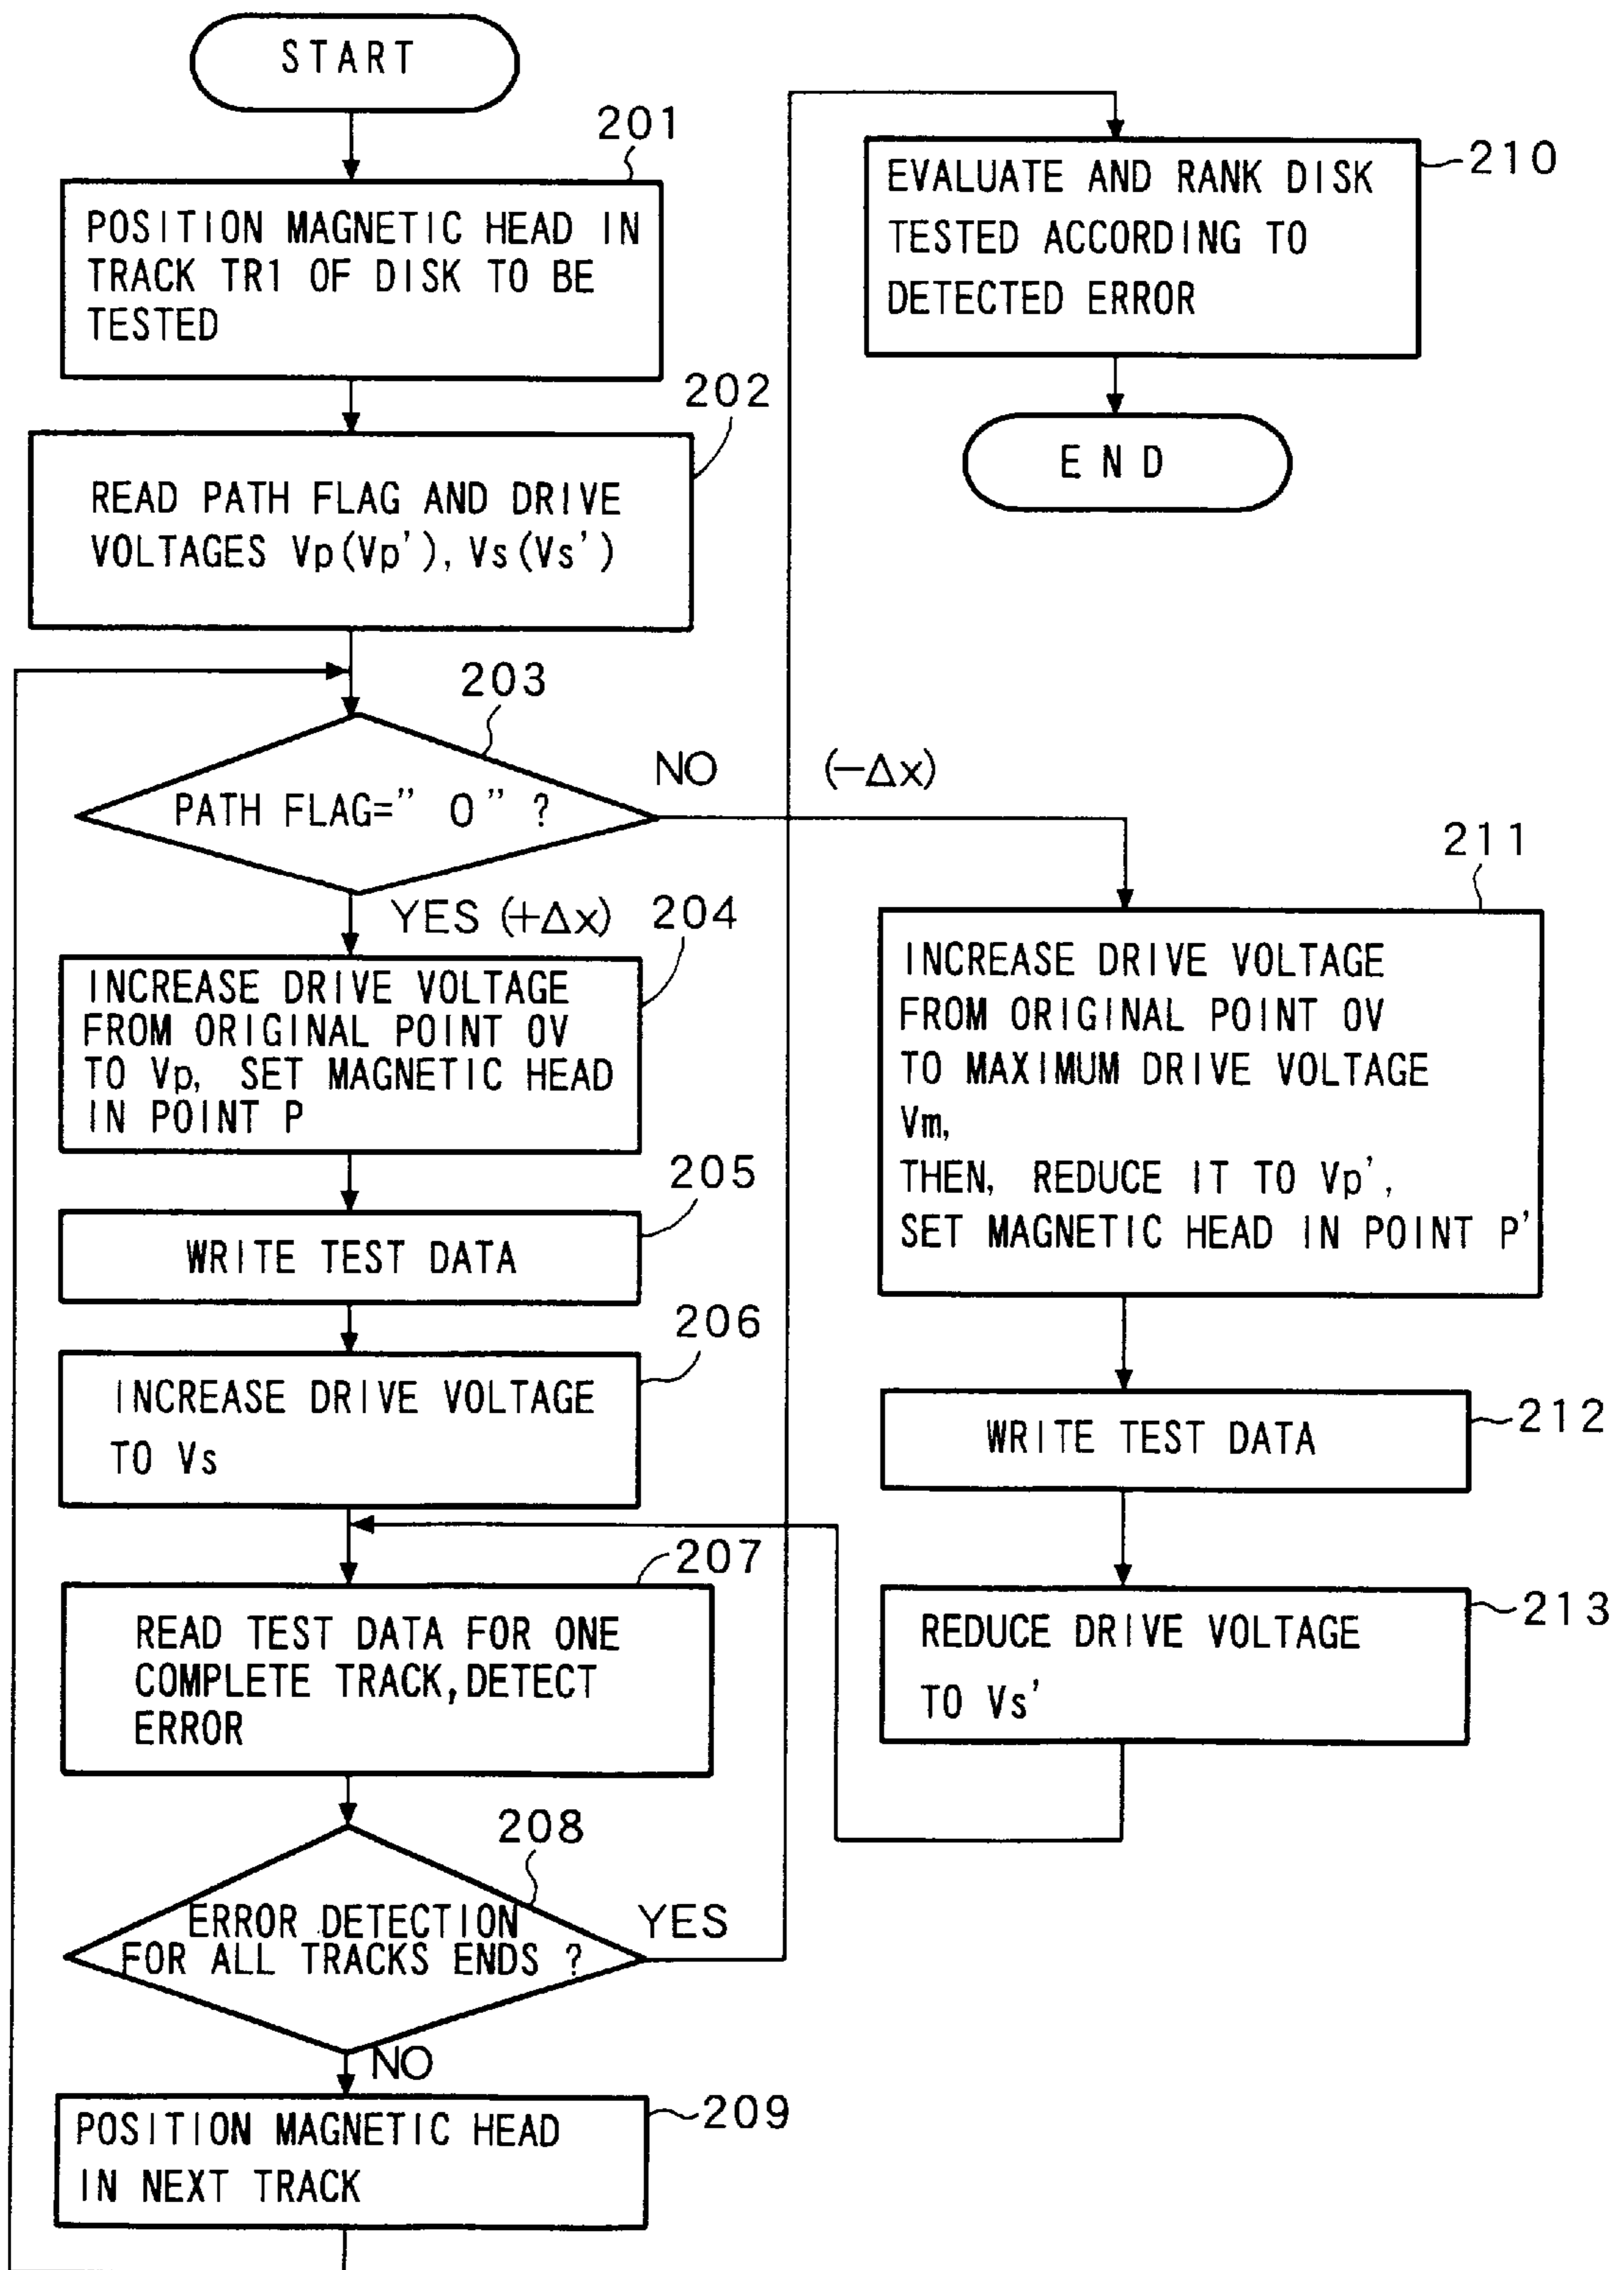 START
201
POSITION MAGNETIC HEAD IN
TRACK TR1 OF DISK TO BE
TESTED
202
READ PATH FLAG AND DRIVE
VOLTAGES Vp(Vp'), Vs(Vs')
203
PATH FLAG=" 0 " ?
NO (−Δx)
YES (+Δx)
204
INCREASE DRIVE VOLTAGE
FROM ORIGINAL POINT 0V
TO Vp, SET MAGNETIC HEAD
IN POINT P
205
WRITE TEST DATA
206
INCREASE DRIVE VOLTAGE
TO Vs
207
READ TEST DATA FOR ONE
COMPLETE TRACK, DETECT
ERROR
208
ERROR DETECTION
FOR ALL TRACKS ENDS ?
YES
NO
209
POSITION MAGNETIC HEAD
IN NEXT TRACK
210
EVALUATE AND RANK DISK
TESTED ACCORDING TO
DETECTED ERROR
END
211
INCREASE DRIVE VOLTAGE
FROM ORIGINAL POINT 0V
TO MAXIMUM DRIVE VOLTAGE
Vm,
THEN, REDUCE IT TO Vp',
SET MAGNETIC HEAD IN POINT P'
212
WRITE TEST DATA
213
REDUCE DRIVE VOLTAGE
TO Vs'